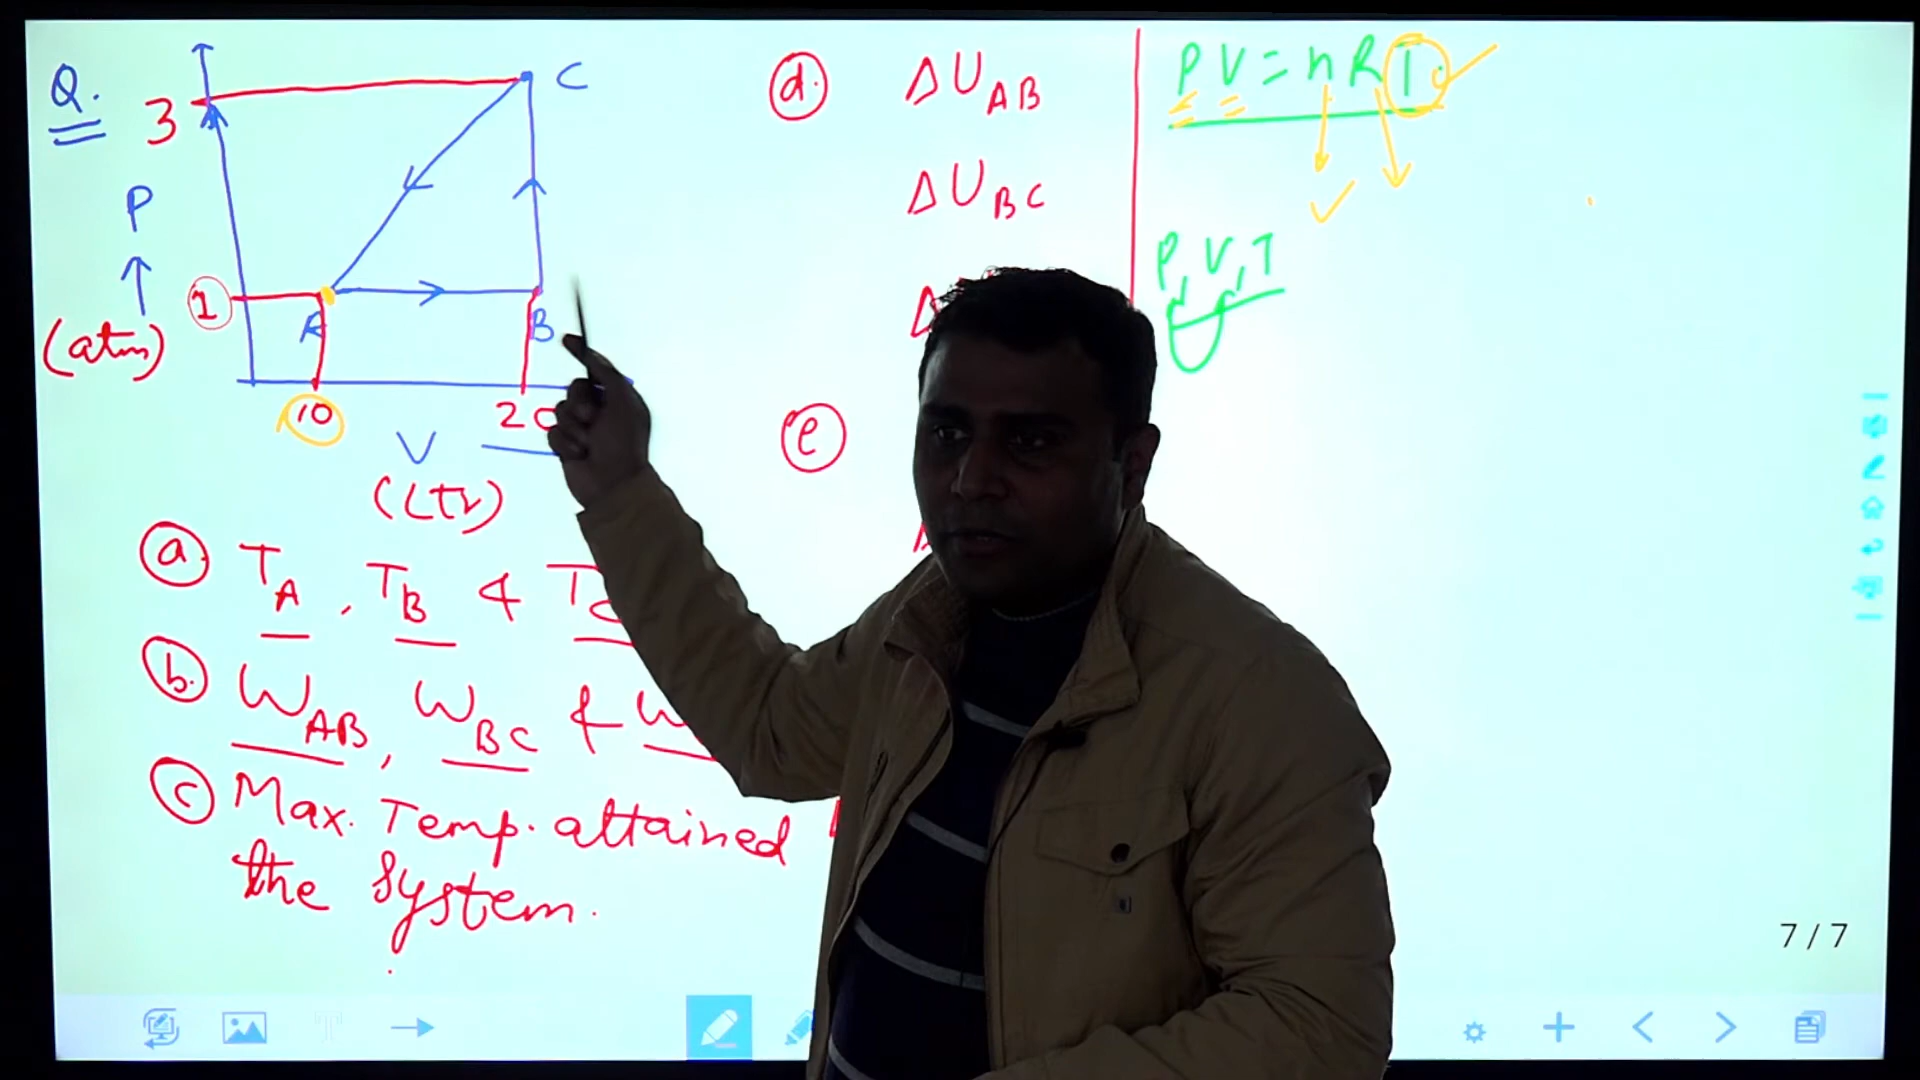 Q.
3
C
P
1
(atm)
A
B
10
20
V
(Ltr)
a. TA, TB & TC
b. WAB, WBC & W
c Max. Temp. attained
the System.
d. ΔUAB
ΔUBC
Δ
e
Δ
PV = nRT
P, V, T
7 / 7